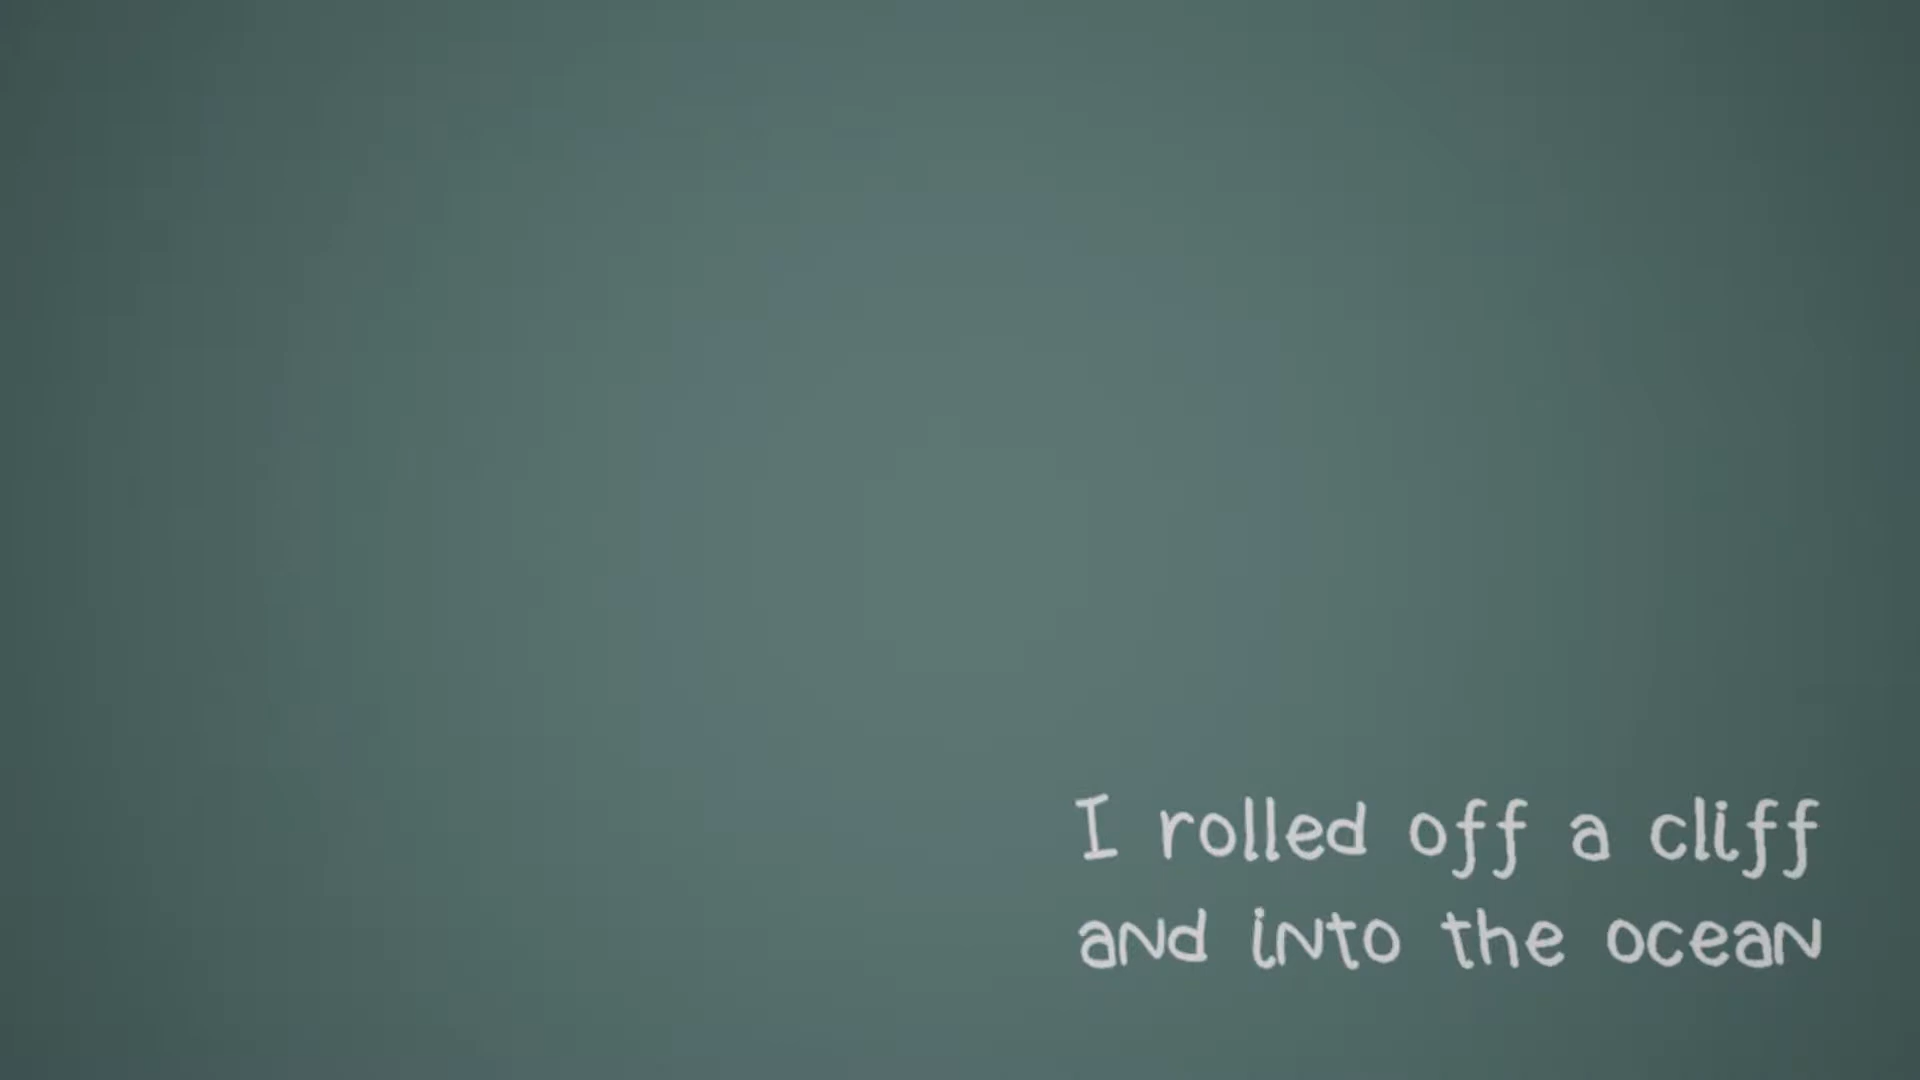 I rolled off a cliff
and into the ocean